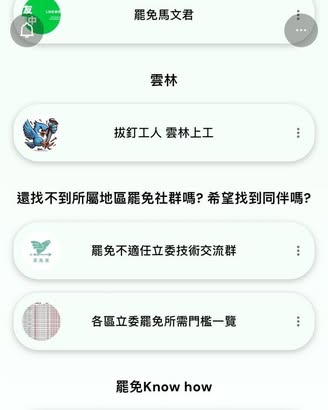 罷免馬文君
雲林
拔釘工人 雲林上工
還找不到所屬地區罷免社群嗎? 希望找到同伴嗎?
罷免不適任立委技術交流群
各區立委罷免所需門檻一覽
罷免Know how